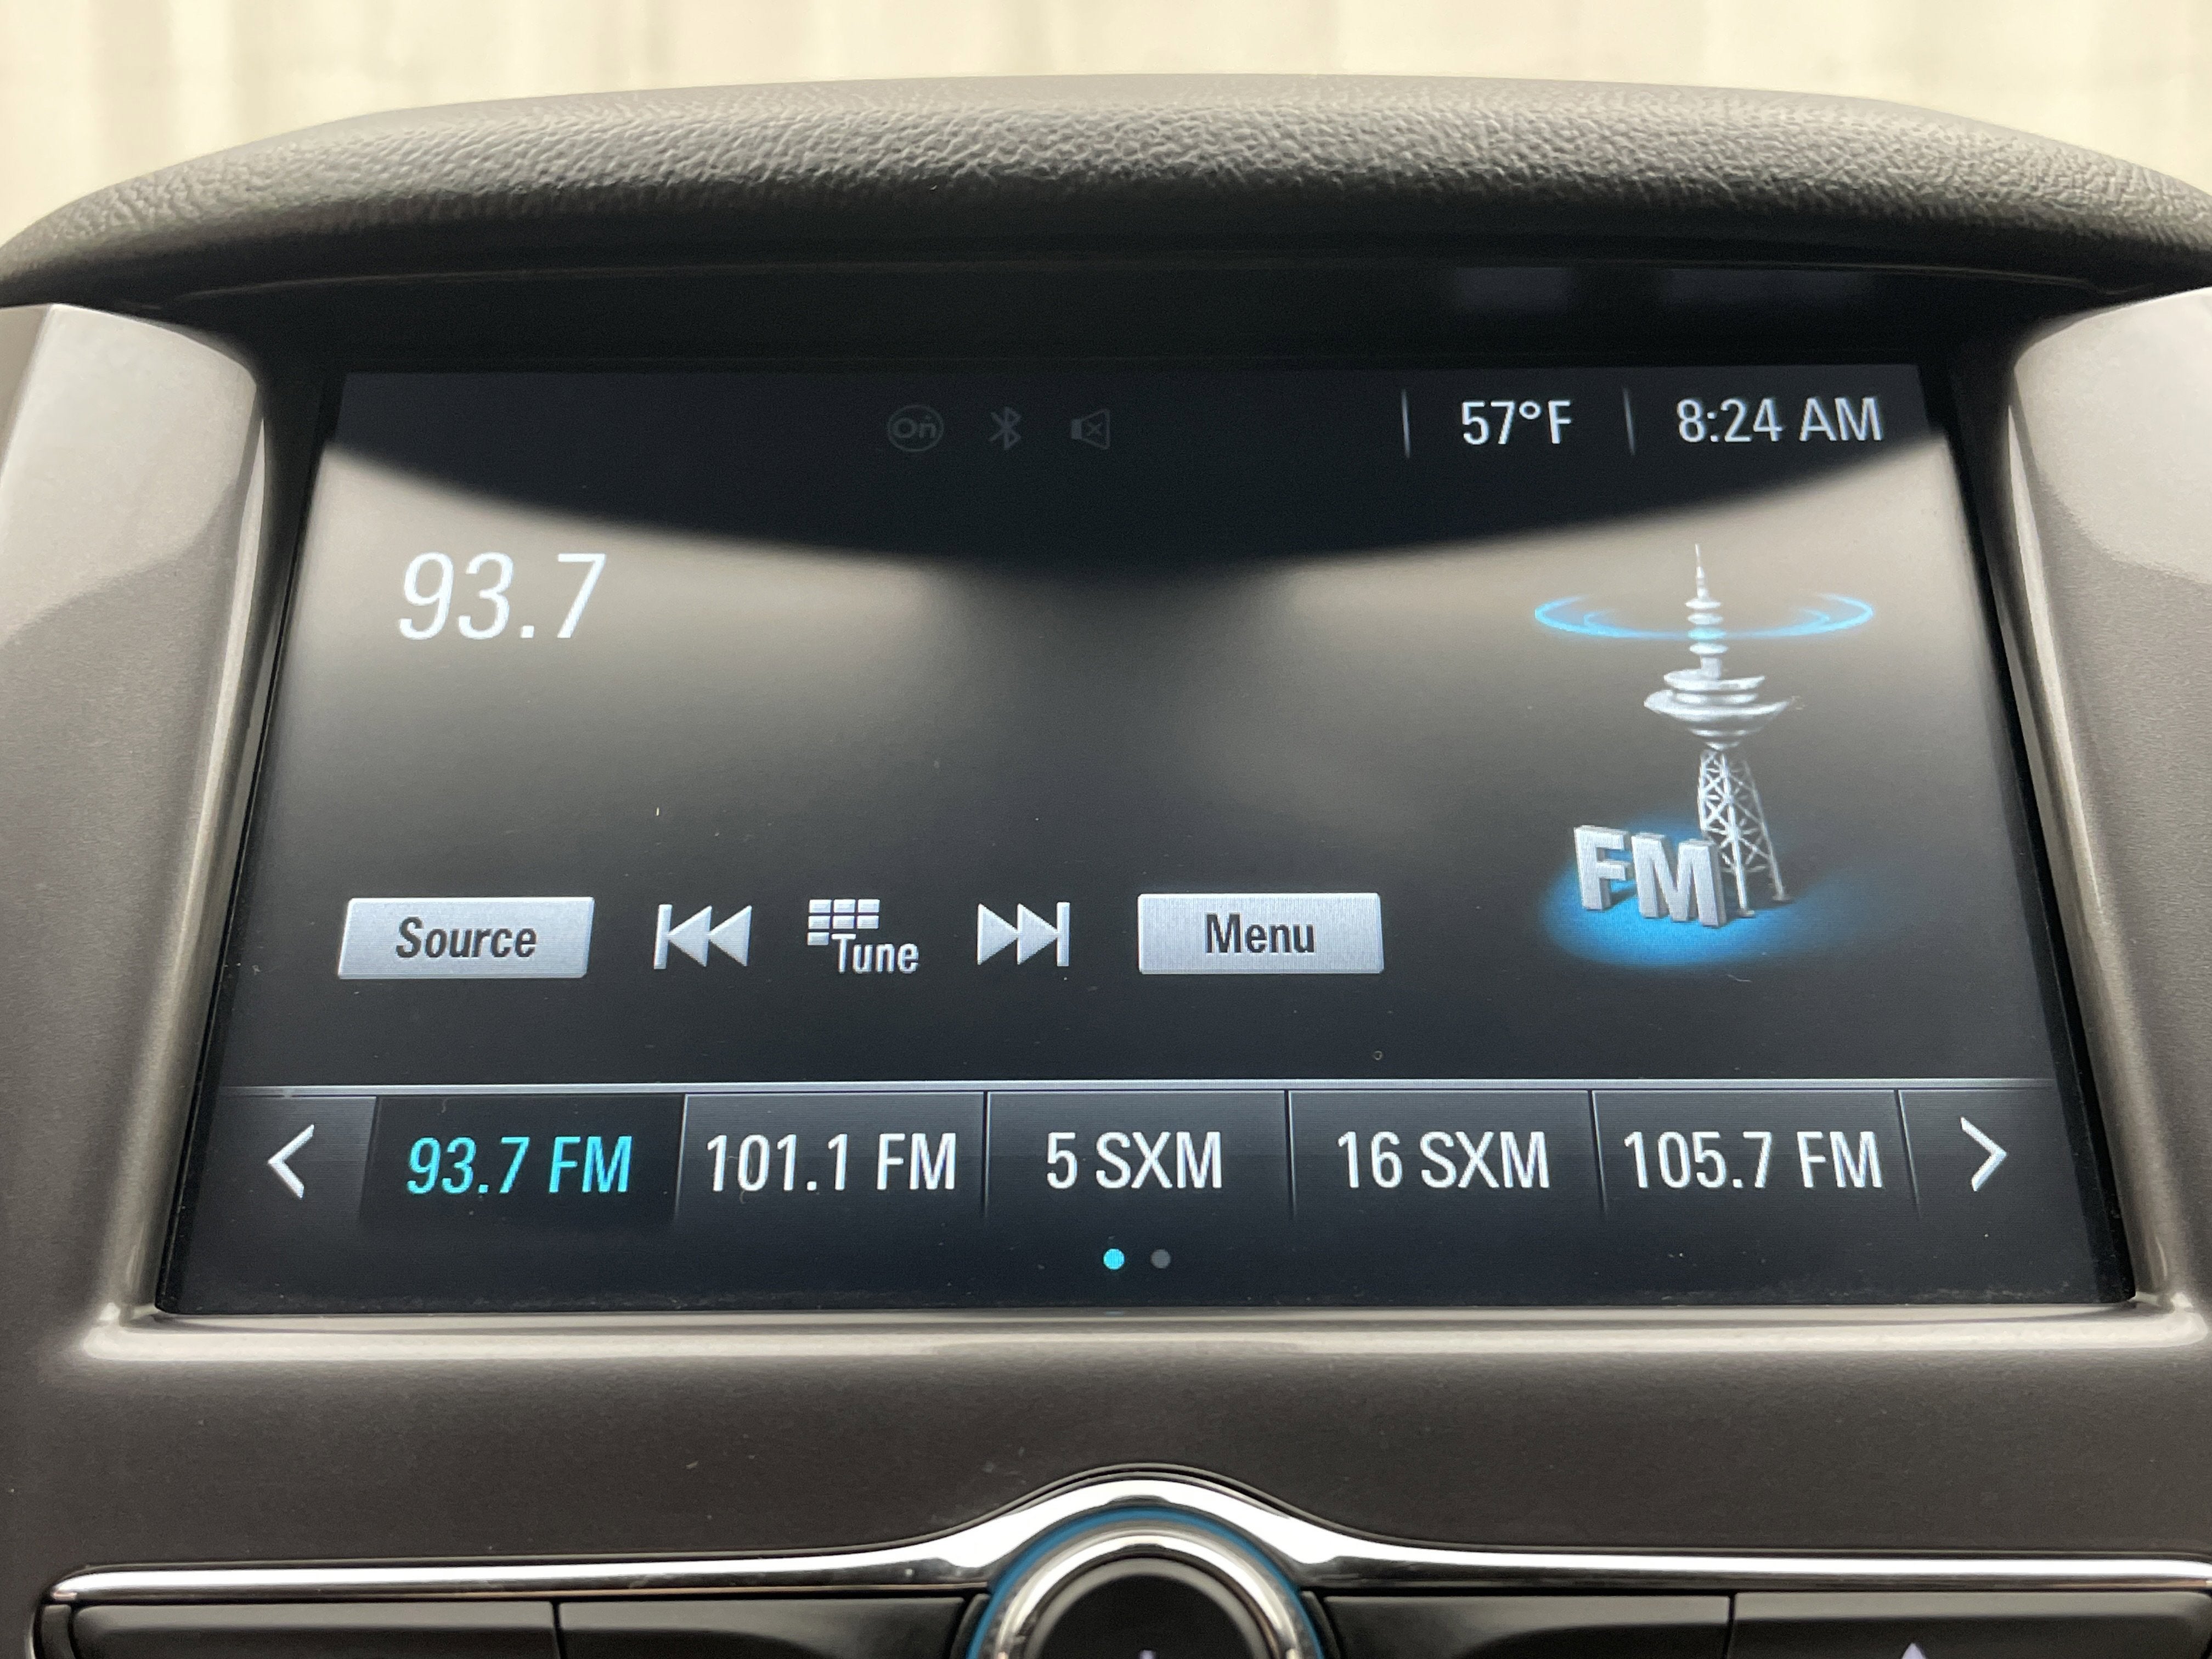 On
57°F
8:24 AM
93.7
FM
Source
Tune
Menu
93.7 FM
101.1 FM
5 SXM
16 SXM
105.7 FM